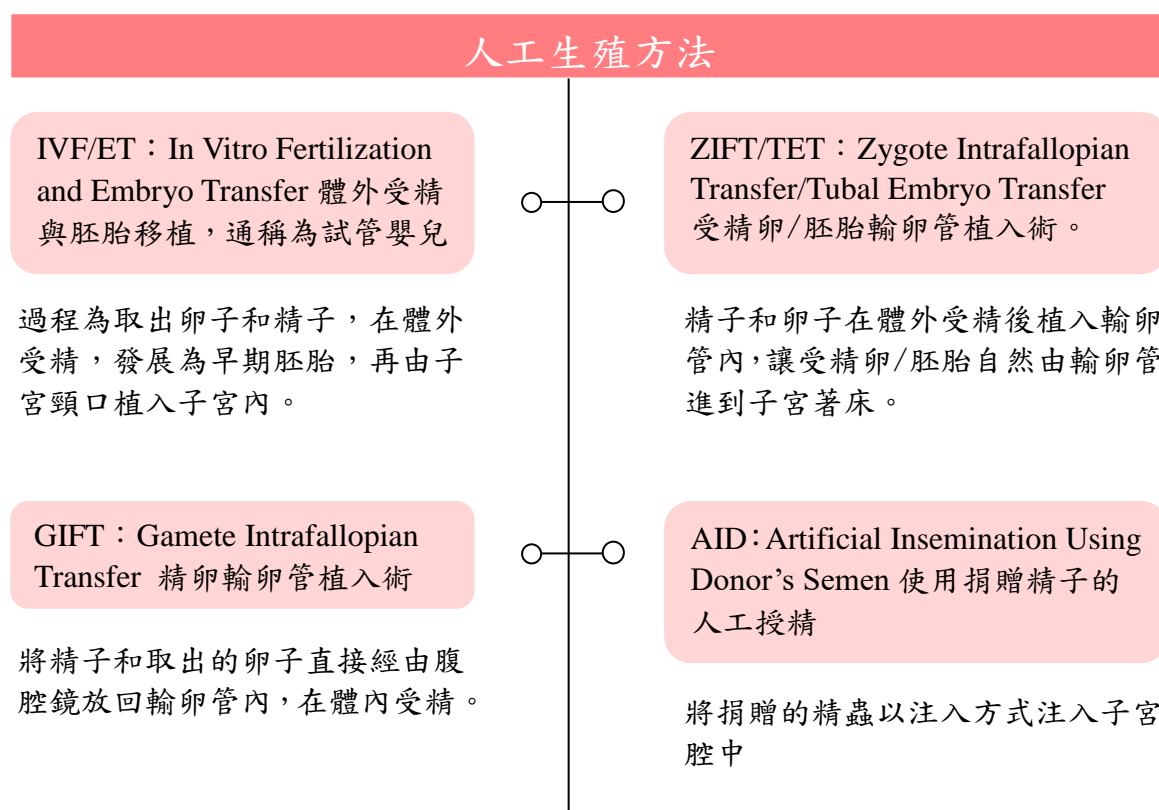 人工生殖方法
IVF/ET：In Vitro Fertilization
and Embryo Transfer 體外受精
與胚胎移植，通稱為試管嬰兒
過程為取出卵子和精子，在體外
受精，發展為早期胚胎，再由子
宮頸口植入子宮內。
ZIFT/TET：Zygote Intrafallopian
Transfer/Tubal Embryo Transfer
受精卵/胚胎輸卵管植入術。
精子和卵子在體外受精後植入輸卵
管內，讓受精卵/胚胎自然由輸卵管
進到子宮著床。
GIFT：Gamete Intrafallopian
Transfer 精卵輸卵管植入術
將精子和取出的卵子直接經由腹
腔鏡放回輸卵管內，在體內受精。
AID：Artificial Insemination Using
Donor’s Semen 使用捐贈精子的
人工授精
將捐贈的精蟲以注入方式注入子宮
腔中